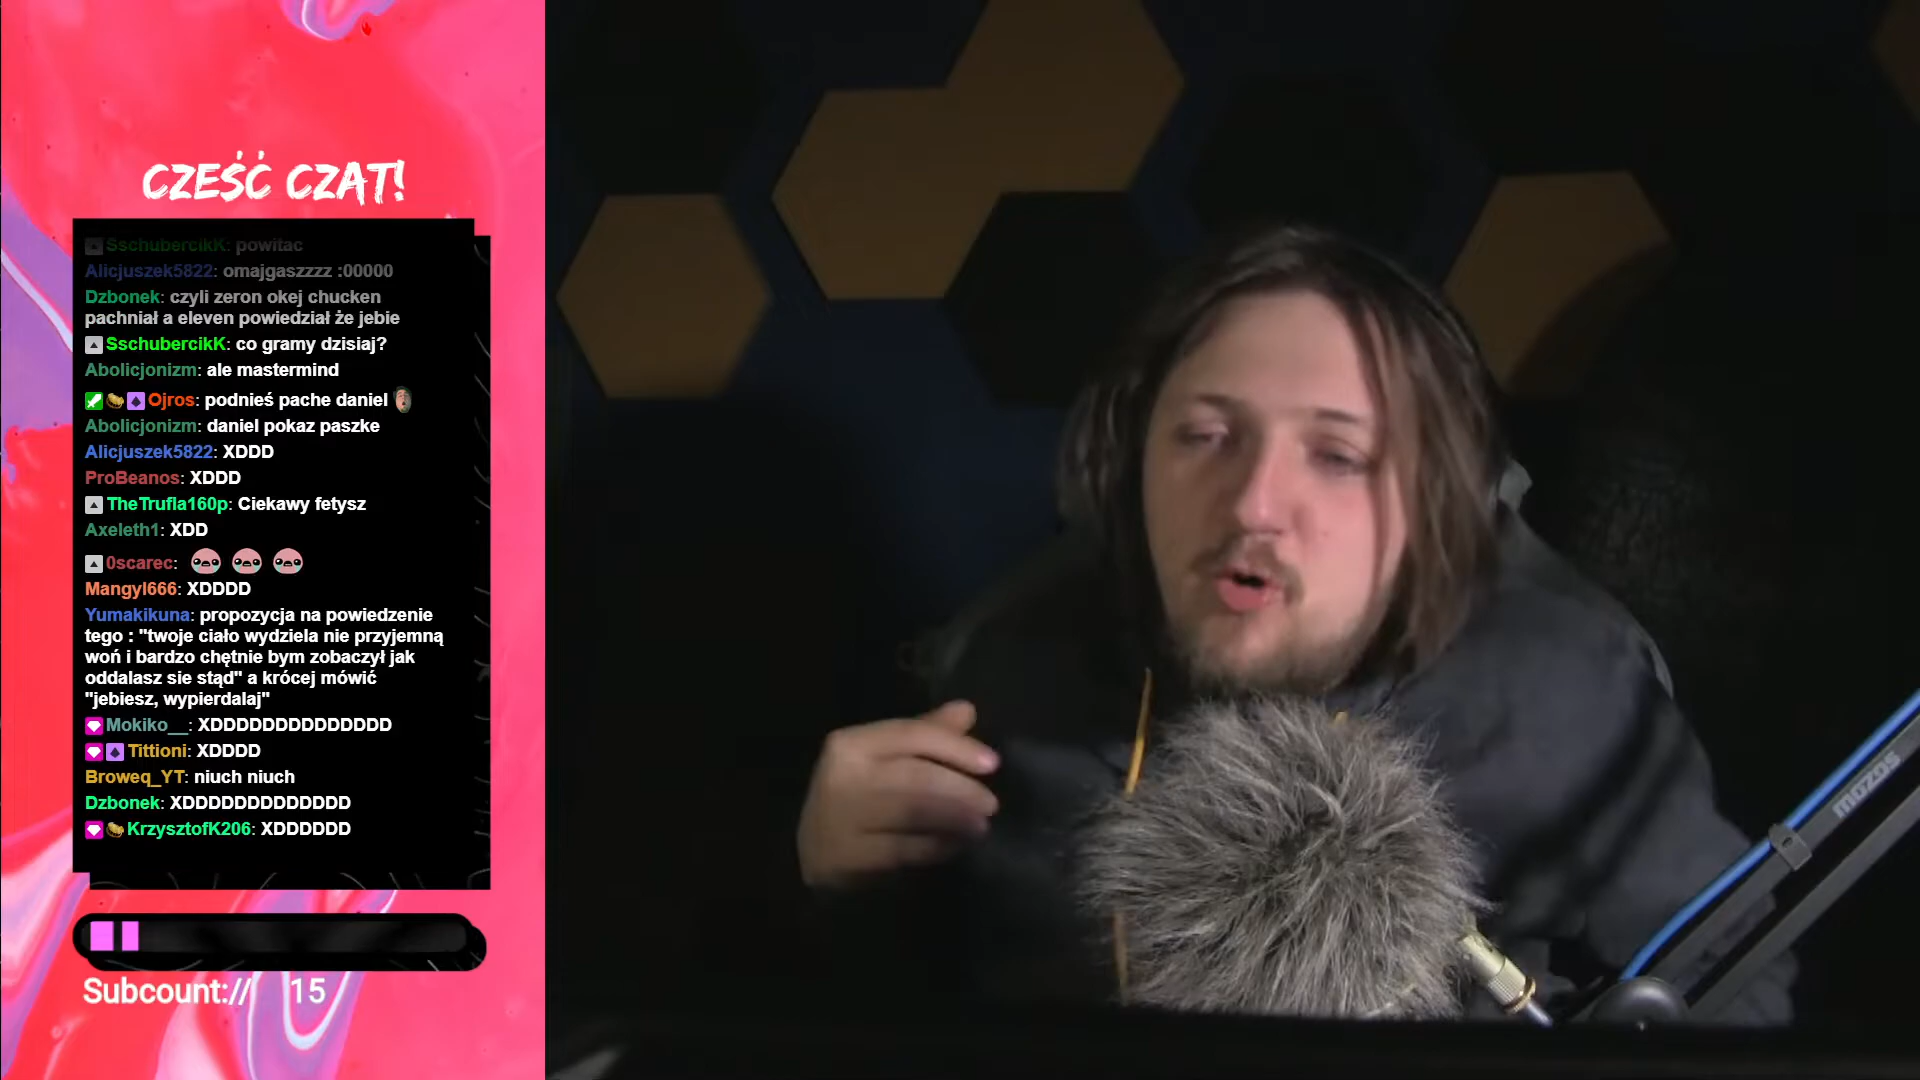 CZEŚĆ CZAT!
SschubercikK: powitac
Alicjuszek5822: omajgaszzzz :00000
Dzbonek: czyli zeron okej chucken
pachniał a eleven powiedział że jebie
SschubercikK: co gramy dzisiaj?
Abolicjonizm: ale mastermind
Ojros: podnieś pache daniel
Abolicjonizm: daniel pokaz paszke
Alicjuszek5822: XDDD
ProBeanos: XDDD
TheTrufla160p: Ciekawy fetysz
Axeleth1: XDD
0scarec:
Mangyl666: XDDDD
Yumakikuna: propozycja na powiedzenie
tego : "twoje ciało wydziela nie przyjemną
woń i bardzo chętnie bym zobaczył jak
oddalasz sie stąd" a krócej mówić
"jebiesz, wypierdalaj"
Mokiko__: XDDDDDDDDDDDDDDD
Tittioni: XDDDD
Broweq_YT: niuch niuch
Dzbonek: XDDDDDDDDDDDDDD
KrzysztofK206: XDDDDDD
Subcount:// 15
MOZOS